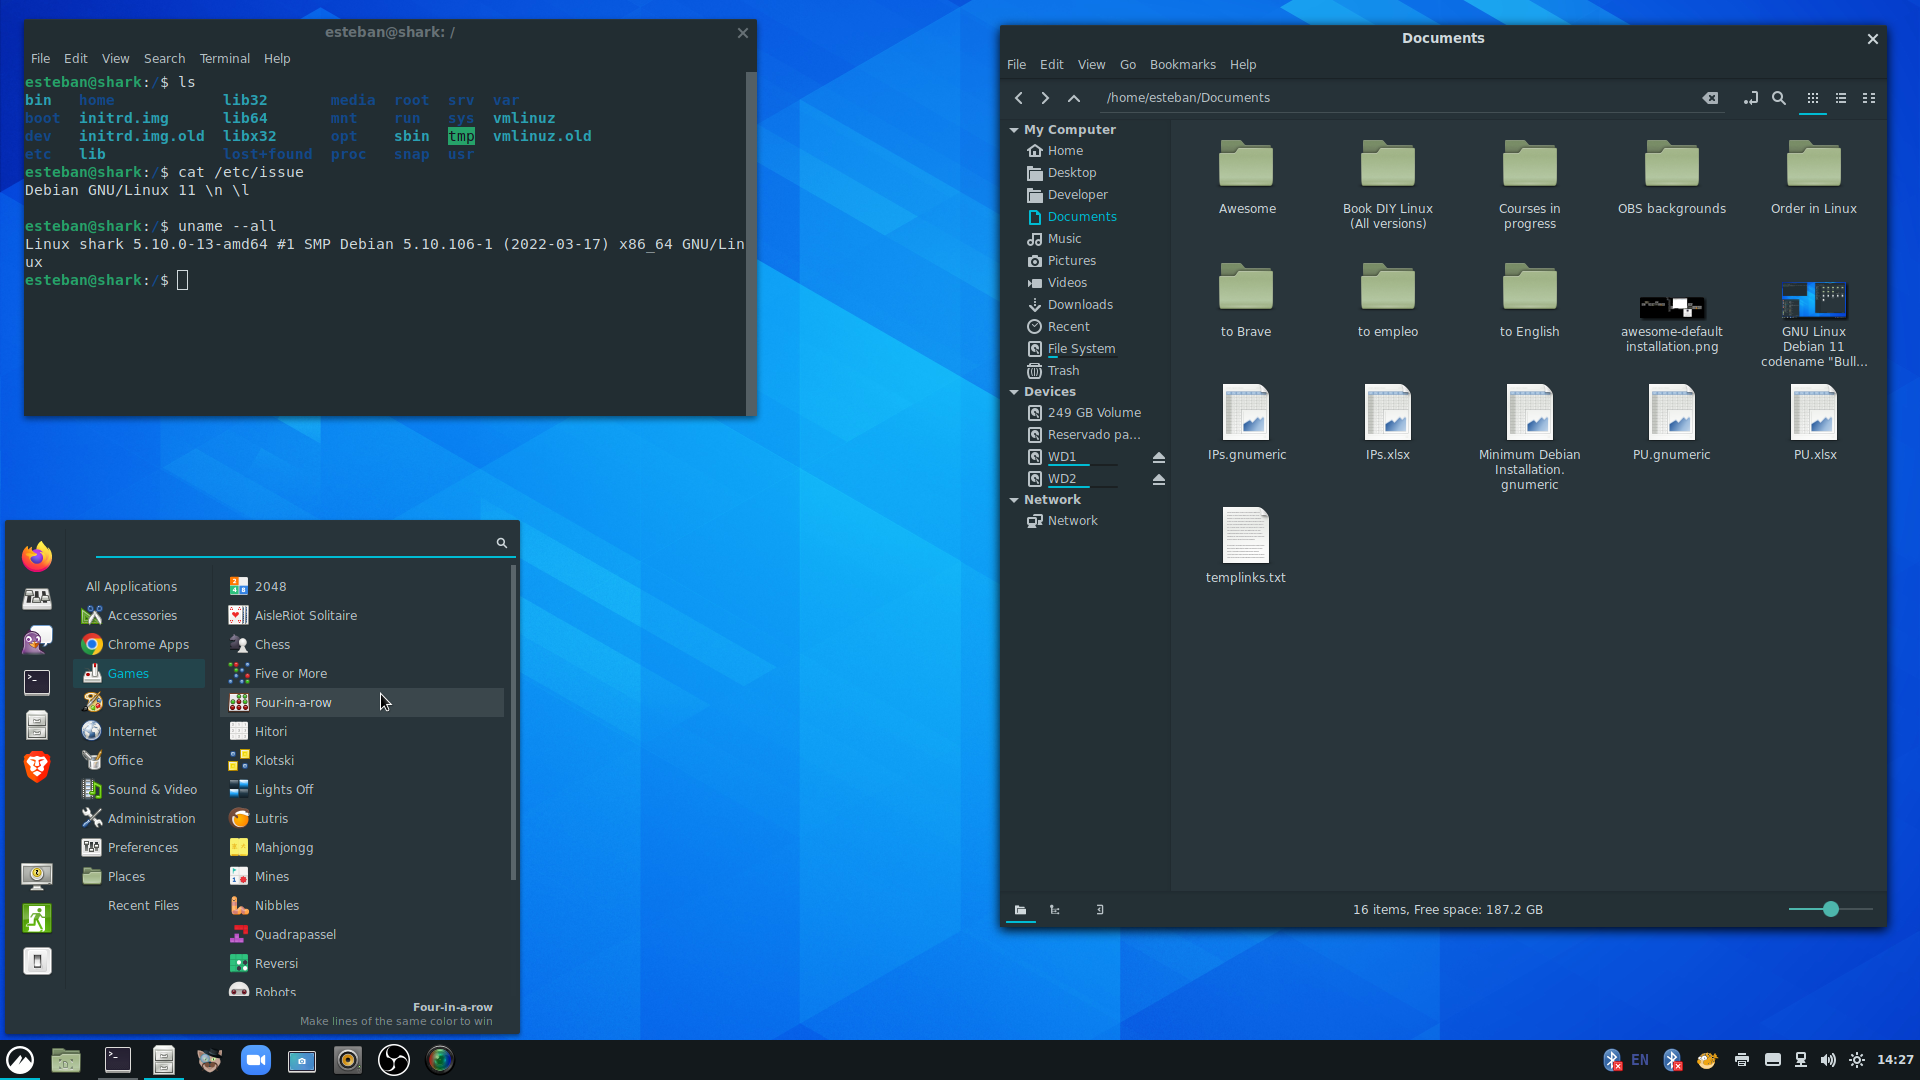 esteban@shark: /
File Edit View Search Terminal Help
esteban@shark:/$ ls
bin home lib32 media root srv var
boot initrd.img lib64 mnt run sys vmlinuz
dev initrd.img.old libx32 opt sbin tmp vmlinuz.old
etc lib lost+found proc snap usr
esteban@shark:/$ cat /etc/issue
Debian GNU/Linux 11 \n \l
esteban@shark:/$ uname --all
Linux shark 5.10.0-13-amd64 #1 SMP Debian 5.10.106-1 (2022-03-17) x86_64 GNU/Lin
ux
esteban@shark:/$
All Applications
Accessories
Chrome Apps
Games
Graphics
Internet
Office
Sound & Video
Administration
Preferences
Places
Recent Files
2048
AisleRiot Solitaire
Chess
Five or More
Four-in-a-row
Hitori
Klotski
Lights Off
Lutris
Mahjongg
Mines
Nibbles
Quadrapassel
Reversi
Robots
Four-in-a-row
Make lines of the same color to win
Documents
File Edit View Go Bookmarks Help
/home/esteban/Documents
My Computer
Home
Desktop
Developer
Documents
Music
Pictures
Videos
Downloads
Recent
File System
Trash
Devices
249 GB Volume
Reservado pa...
WD1
WD2
Network
Network
Awesome
Book DIY Linux
(All versions)
Courses in
progress
OBS backgrounds
Order in Linux
to Brave
to empleo
to English
awesome-default
installation.png
GNU Linux
Debian 11
codename "Bull...
IPs.gnumeric
IPs.xlsx
Minimum Debian
Installation.
gnumeric
PU.gnumeric
PU.xlsx
templinks.txt
16 items, Free space: 187.2 GB
EN
14:27